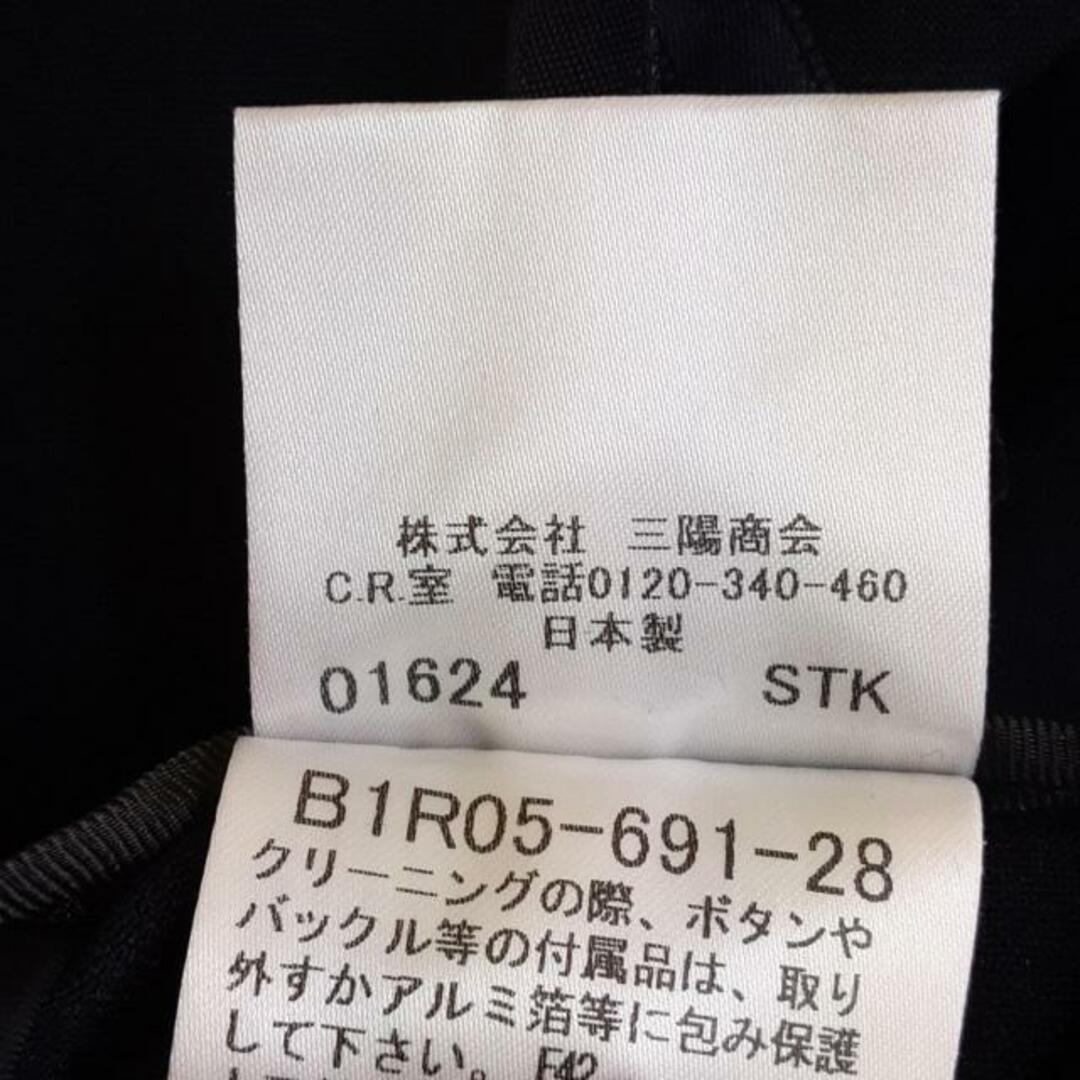 株式会社 三陽商会
C.R.室 電話0120-340-460
日本製
01624 STK
B1R05-691-28
クリーニングの際、ボタンや
バックル等の付属品は、取り
外すかアルミ箔等に包み保護
して下さい。 F42